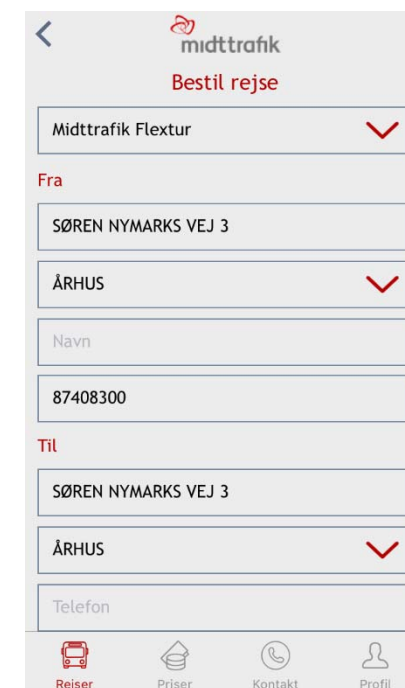 midttrafik
Bestil rejse
Midttrafik Flextur
Fra
SØREN NYMARKS VEJ 3
ÅRHUS
Navn
87408300
Til
SØREN NYMARKS VEJ 3
ÅRHUS
Telefon
Rejser Priser Kontakt Profil